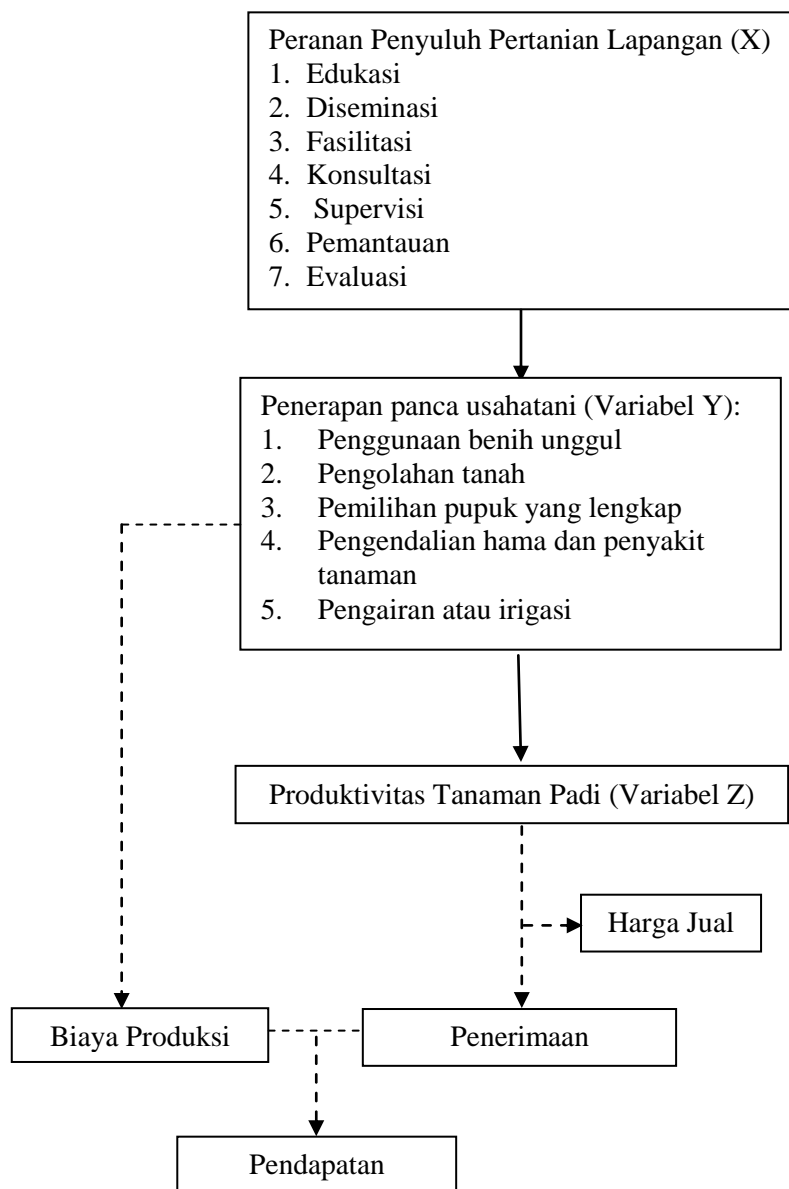 Peranan Penyuluh Pertanian Lapangan (X)
1. Edukasi
2. Diseminasi
3. Fasilitasi
4. Konsultasi
5. Supervisi
6. Pemantauan
7. Evaluasi
Penerapan panca usahatani (Variabel Y):
1. Penggunaan benih unggul
2. Pengolahan tanah
3. Pemilihan pupuk yang lengkap
4. Pengendalian hama dan penyakit
tanaman
5. Pengairan atau irigasi
Produktivitas Tanaman Padi (Variabel Z)
Harga Jual
Biaya Produksi
Penerimaan
Pendapatan